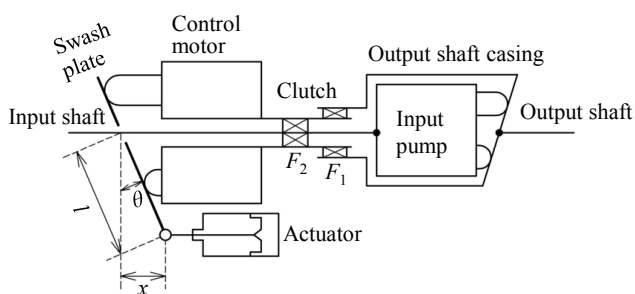 Swash
plate
Control
motor
Output shaft casing
Clutch
Input shaft
Input
pump
Output shaft
F2
F1
θ
l
Actuator
x